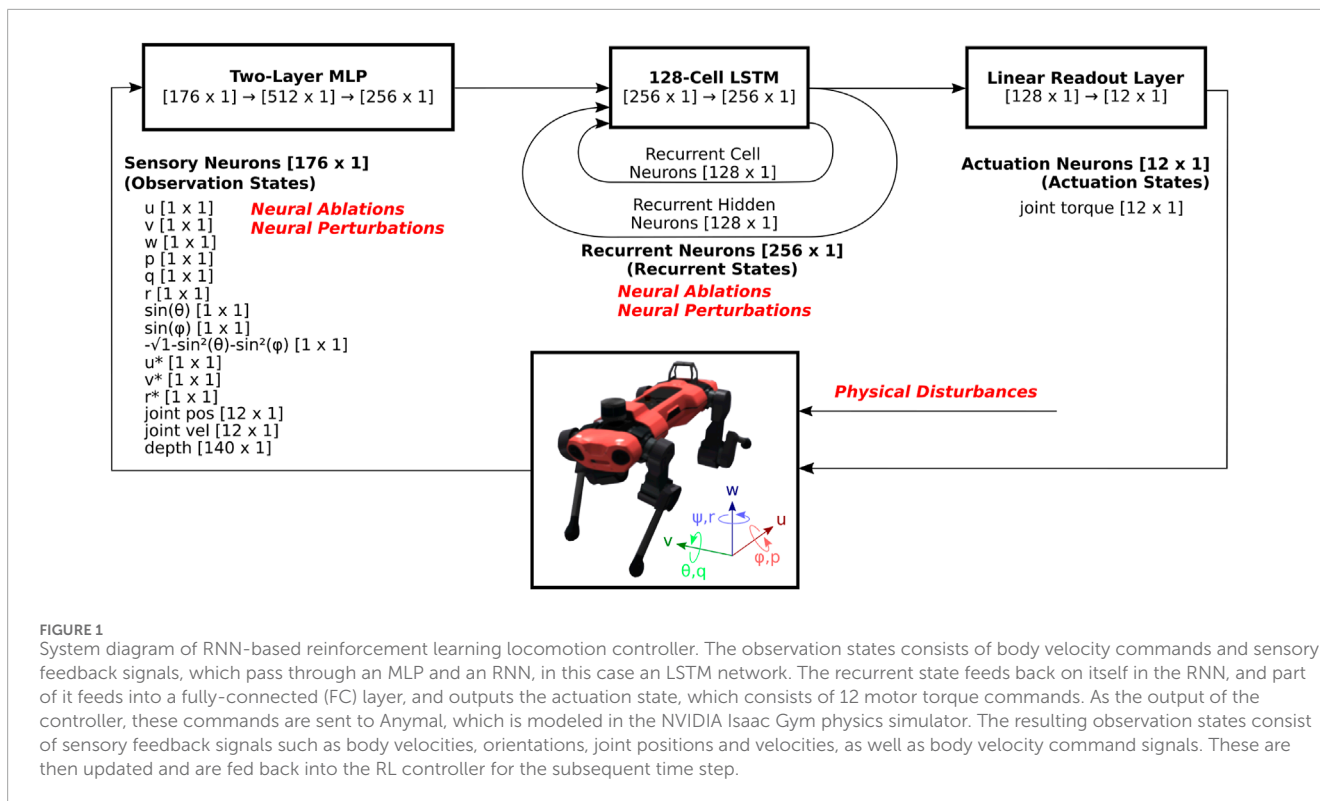 Two-Layer MLP
[176 x 1] → [512 x 1] → [256 x 1]
128-Cell LSTM
[256 x 1] → [256 x 1]
Linear Readout Layer
[128 x 1] → [12 x 1]
Sensory Neurons [176 x 1]
(Observation States)
u [1 x 1]
v [1 x 1]
w [1 x 1]
p [1 x 1]
q [1 x 1]
r [1 x 1]
sin(θ) [1 x 1]
sin(φ) [1 x 1]
-√1-sin²(θ)-sin²(φ) [1 x 1]
u* [1 x 1]
v* [1 x 1]
r* [1 x 1]
joint pos [12 x 1]
joint vel [12 x 1]
depth [140 x 1]
Neural Ablations
Neural Perturbations
Recurrent Cell
Neurons [128 x 1]
Recurrent Hidden
Neurons [128 x 1]
Recurrent Neurons [256 x 1]
(Recurrent States)
Neural Ablations
Neural Perturbations
Actuation Neurons [12 x 1]
(Actuation States)
joint torque [12 x 1]
Physical Disturbances
w
ψ,r
u
v
φ,p
θ,q
FIGURE 1
System diagram of RNN-based reinforcement learning locomotion controller. The observation states consists of body velocity commands and sensory
feedback signals, which pass through an MLP and an RNN, in this case an LSTM network. The recurrent state feeds back on itself in the RNN, and part
of it feeds into a fully-connected (FC) layer, and outputs the actuation state, which consists of 12 motor torque commands. As the output of the
controller, these commands are sent to Anymal, which is modeled in the NVIDIA Isaac Gym physics simulator. The resulting observation states consist
of sensory feedback signals such as body velocities, orientations, joint positions and velocities, as well as body velocity command signals. These are
then updated and are fed back into the RL controller for the subsequent time step.